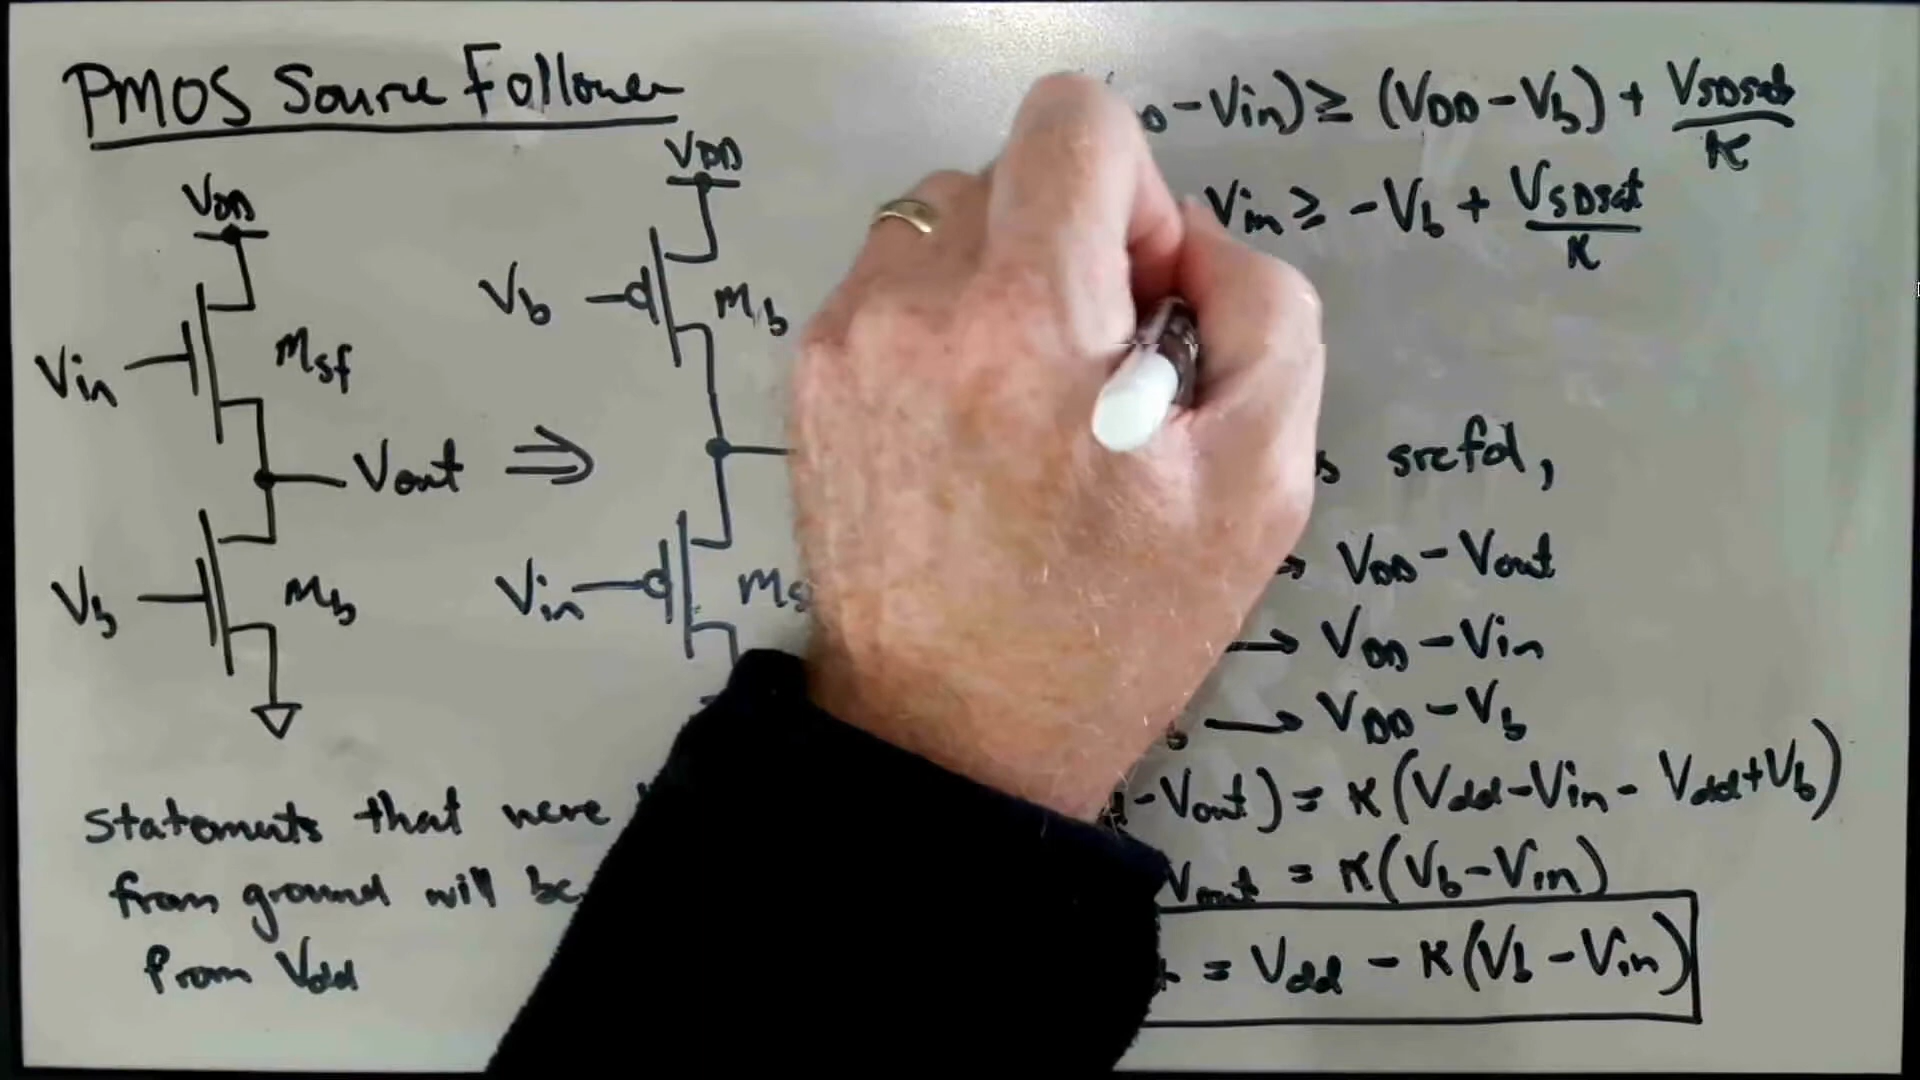 PMOS Source Follower
VDD
Vin
Msf
Vout
Vb
Mb
⇒
VDD
Vb
Mb
Vin
statements that were
from ground will be
from Vdd
-Vin) ≥ (VDD - Vb) + VSDsat/κ
Vin ≥ -Vb + VSDsat/κ
srcfol,
→ VDD - Vout
→ VDD - Vin
→ VDD - Vb
-Vout) = κ(Vdd-Vin - Vdd+Vb)
Vout = κ(Vb-Vin)
= Vdd - κ(Vb - Vin)